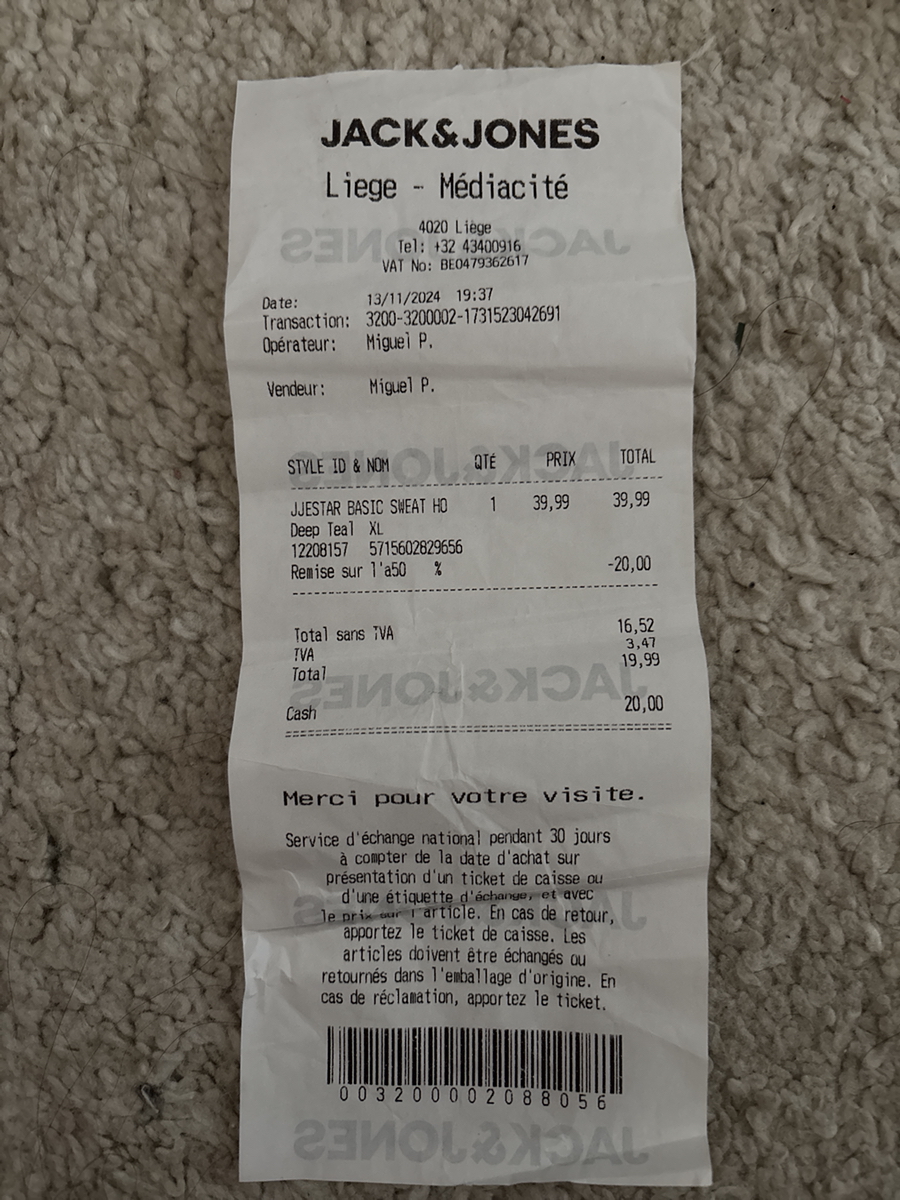 JACK&JONES
Liege - Médiacité
4020 Liège
Tel: +32 43400916
VAT No: BE0479362617
Date: 13/11/2024 19:37
Transaction: 3200-3200002-1731523042691
Opérateur: Miguel P.
Vendeur: Miguel P.
STYLE ID & NOM QTÉ PRIX TOTAL
JJESTAR BASIC SWEAT HO 1 39,99 39,99
Deep Teal XL
12208157 5715602829656
Remise sur l'a50 % -20,00
Total sans TVA 16,52
TVA 3,47
Total 19,99
Cash 20,00
Merci pour votre visite.
Service d'échange national pendant 30 jours
à compter de la date d'achat sur
présentation d'un ticket de caisse ou
d'une étiquette d'échange, et avec
le prix sur l'article. En cas de retour,
apportez le ticket de caisse. Les
articles doivent être échangés ou
retournés dans l'emballage d'origine. En
cas de réclamation, apportez le ticket.
003200002088056